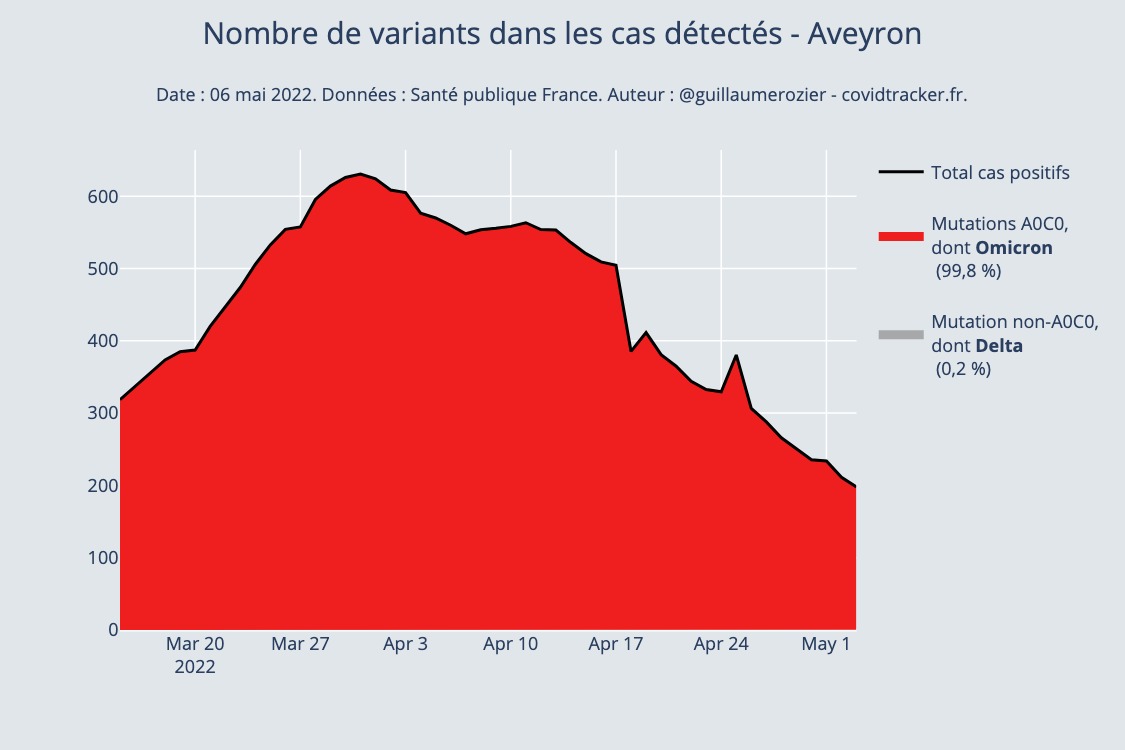 Nombre de variants dans les cas détectés - Aveyron
Date : 06 mai 2022. Données : Santé publique France. Auteur : @guillaumerozier - covidtracker.fr.
600
500
400
300
200
100
0
Mar 20
2022
Mar 27
Apr 3
Apr 10
Apr 17
Apr 24
May 1
Total cas positifs
Mutations A0C0,
dont Omicron
(99,8 %)
Mutation non-A0C0,
dont Delta
(0,2 %)